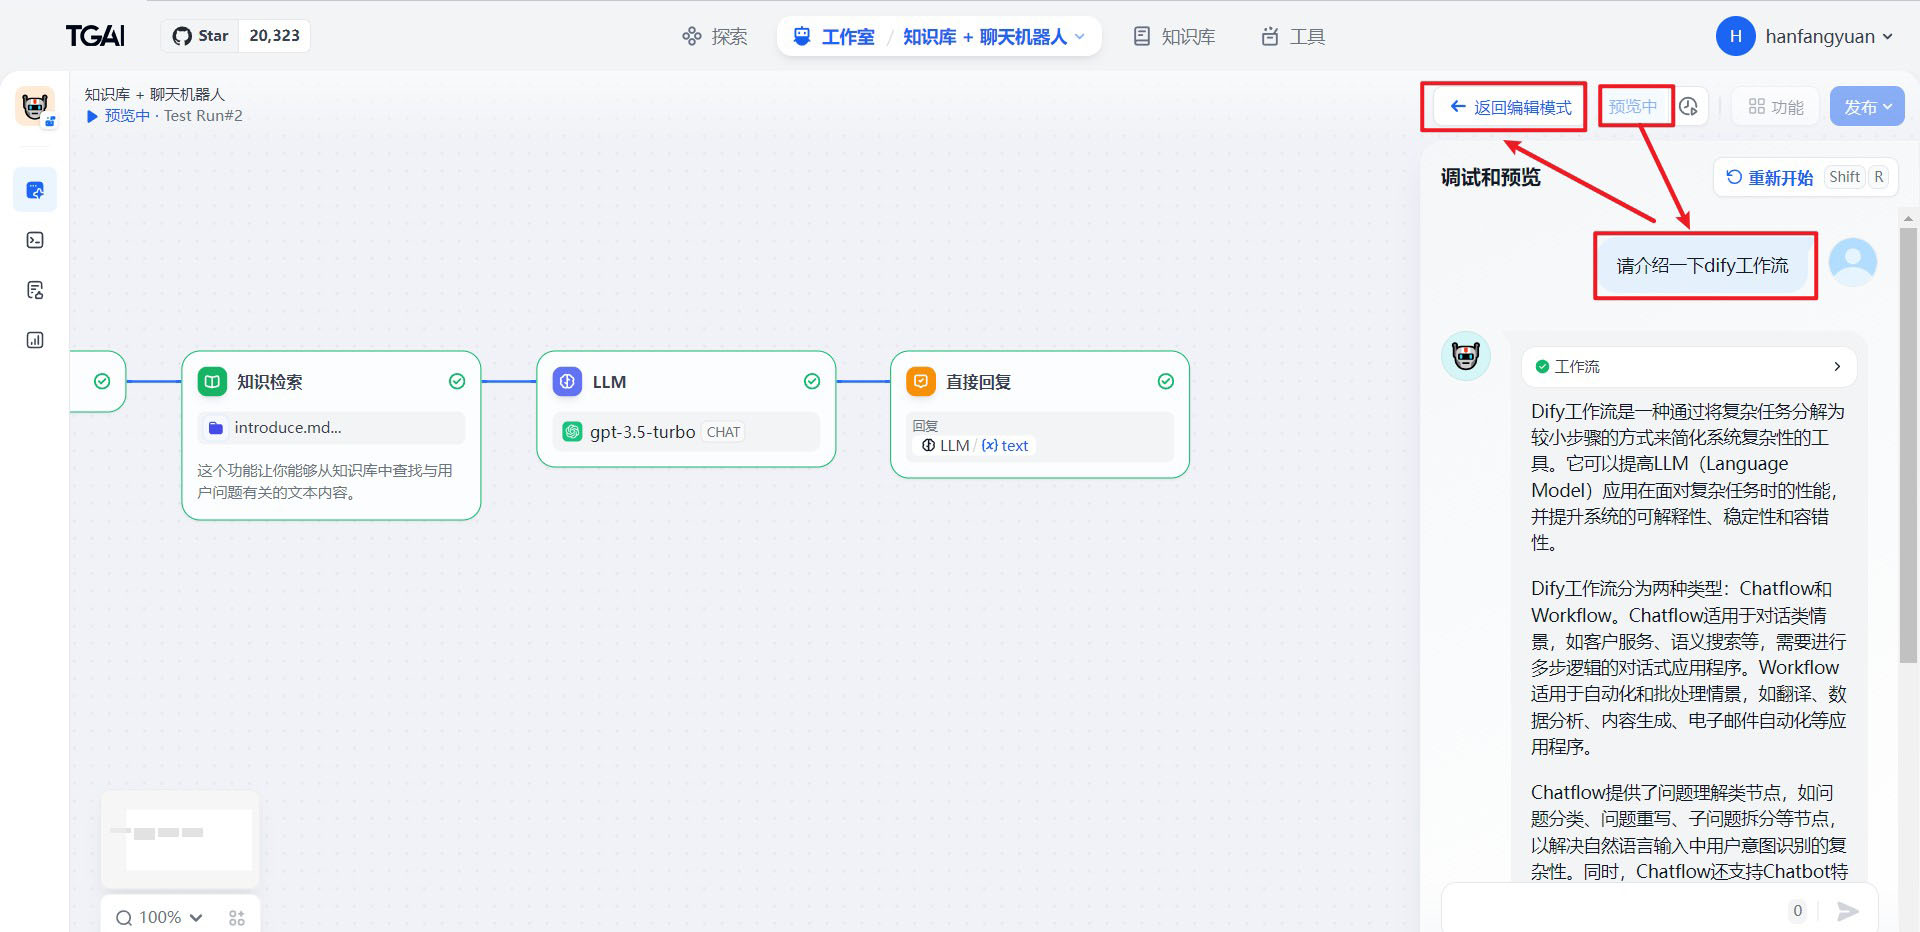 TGAI
Star
20,323
探索
工作室 / 知识库 + 聊天机器人
知识库
工具
H
hanfangyuan
知识库 + 聊天机器人
预览中 · Test Run#2
返回编辑模式
预览中
功能
发布
调试和预览
重新开始
Shift
R
请介绍一下dify工作流
知识检索
introduce.md...
这个功能让你能够从知识库中查找与用
户问题有关的文本内容。
LLM
gpt-3.5-turbo
CHAT
直接回复
回复
LLM / {x} text
工作流
Dify工作流是一种通过将复杂任务分解为
较小步骤的方式来简化系统复杂性的工
具。它可以提高LLM（Language
Model）应用在面对复杂任务时的性能，
并提升系统的可解释性、稳定性和容错
性。
Dify工作流分为两种类型：Chatflow和
Workflow。Chatflow适用于对话类情
景，如客户服务、语义搜索等，需要进行
多步逻辑的对话式应用程序。Workflow
适用于自动化和批处理情景，如翻译、数
据分析、内容生成、电子邮件自动化等应
用程序。
Chatflow提供了问题理解类节点，如问
题分类、问题重写、子问题拆分等节点，
以解决自然语言输入中用户意图识别的复
杂性。同时，Chatflow还支持Chatbot特
0
100%